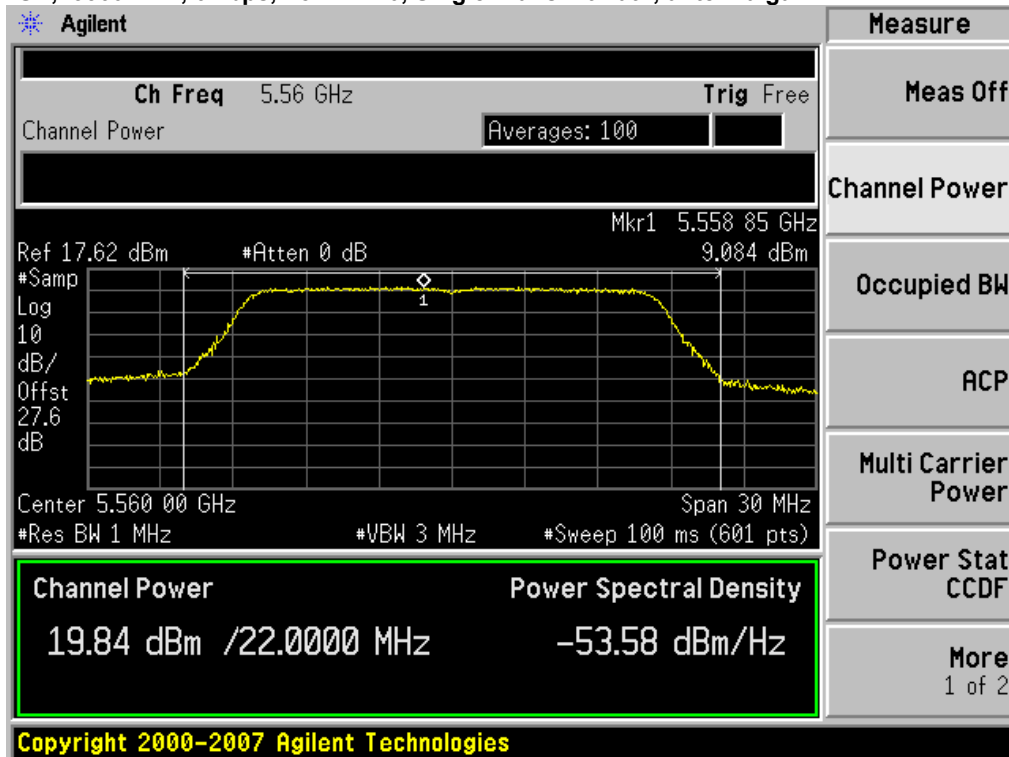 Agilent
Measure
Ch Freq 5.56 GHz Trig Free
Channel Power Averages: 100
Mkr1 5.558 85 GHz
Ref 17.62 dBm #Atten 0 dB 9.084 dBm
#Samp
Log
10
dB/
Offst
27.6
dB
1
Center 5.560 00 GHz Span 30 MHz
#Res BW 1 MHz #VBW 3 MHz #Sweep 100 ms (601 pts)
Channel Power Power Spectral Density
19.84 dBm /22.0000 MHz -53.58 dBm/Hz
Meas Off
Channel Power
Occupied BW
ACP
Multi Carrier
Power
Power Stat
CCDF
More
1 of 2
Copyright 2000-2007 Agilent Technologies